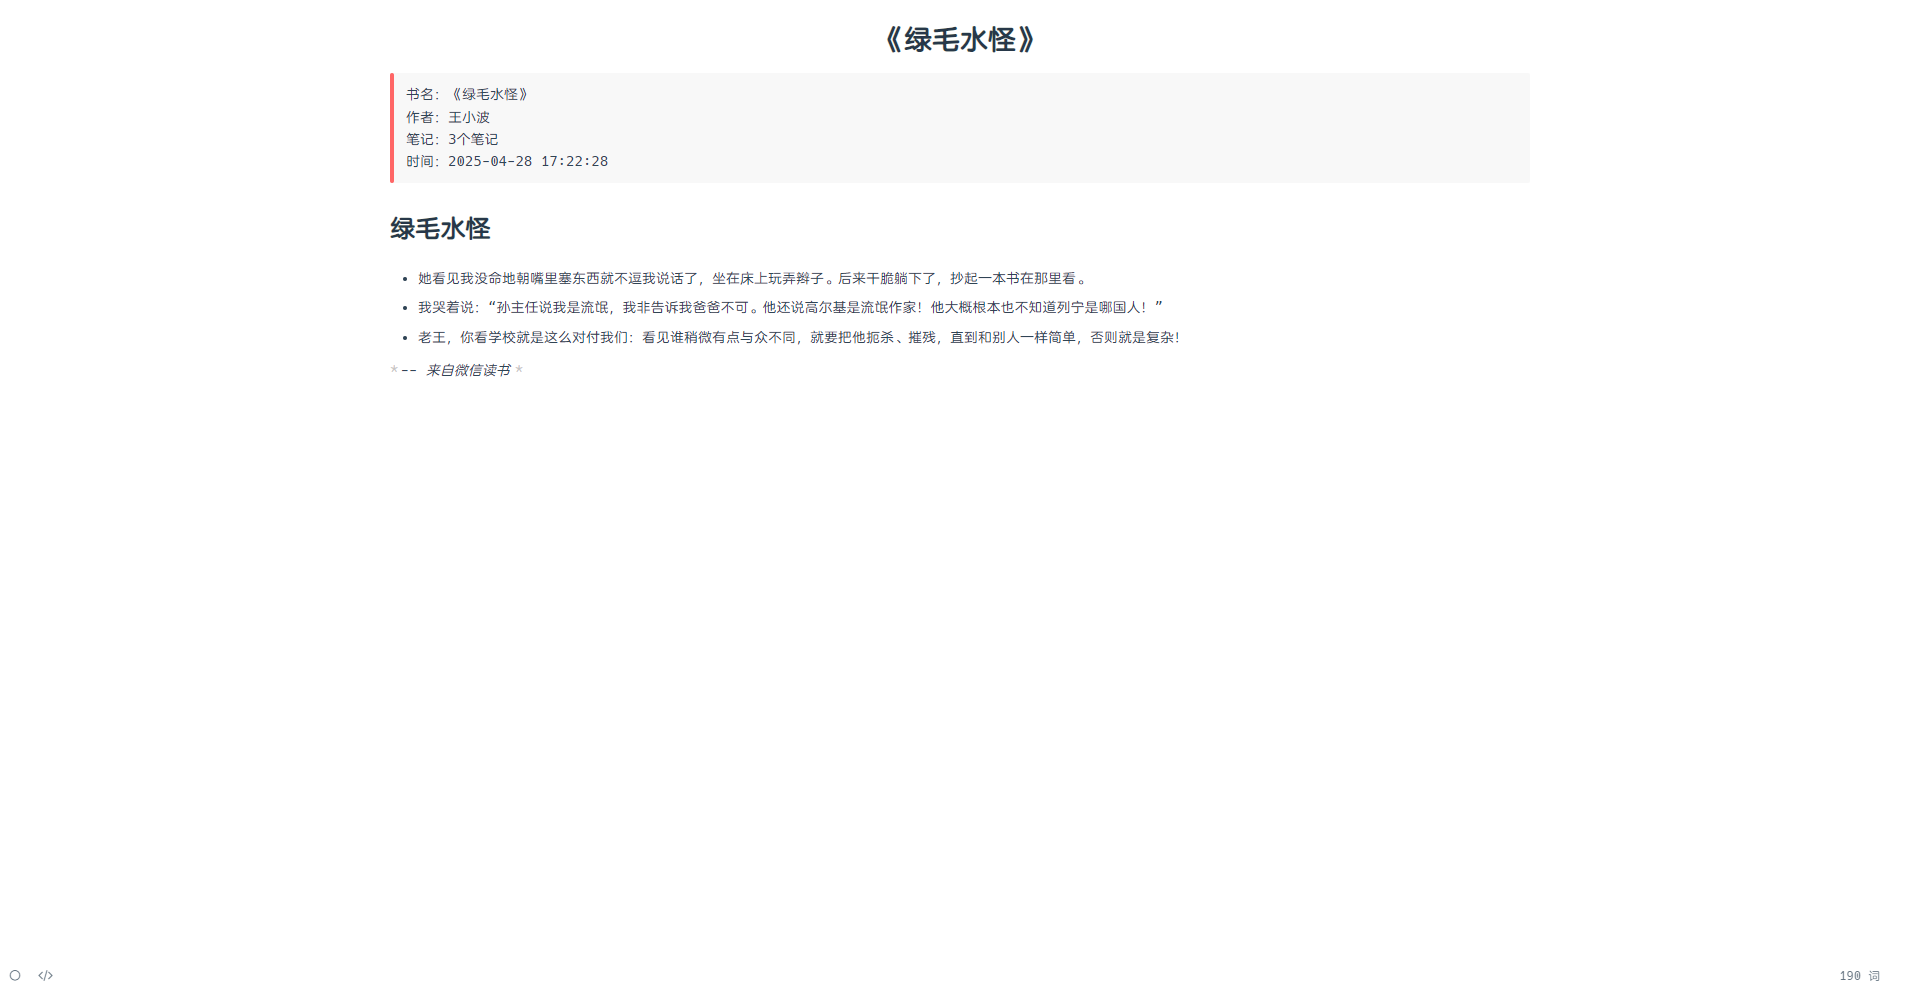 《绿毛水怪》
书名：《绿毛水怪》
作者：王小波
笔记：3个笔记
时间：2025-04-28 17:22:28
绿毛水怪
• 她看见我没命地朝嘴里塞东西就不逗我说话了，坐在床上玩弄辫子。后来干脆躺下了，抄起一本书在那里看。
• 我哭着说：“孙主任说我是流氓，我非告诉我爸爸不可。他还说高尔基是流氓作家！他大概根本也不知道列宁是哪国人！”
• 老王，你看学校就是这么对付我们：看见谁稍微有点与众不同，就要把他扼杀、摧残，直到和别人一样简单，否则就是复杂！
*-- 来自微信读书 *
</> 190 词